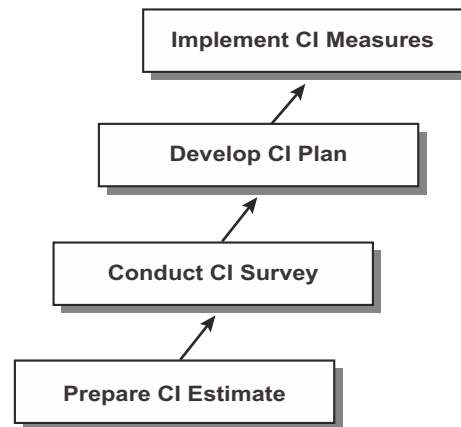 Implement CI Measures
Develop CI Plan
Conduct CI Survey
Prepare CI Estimate